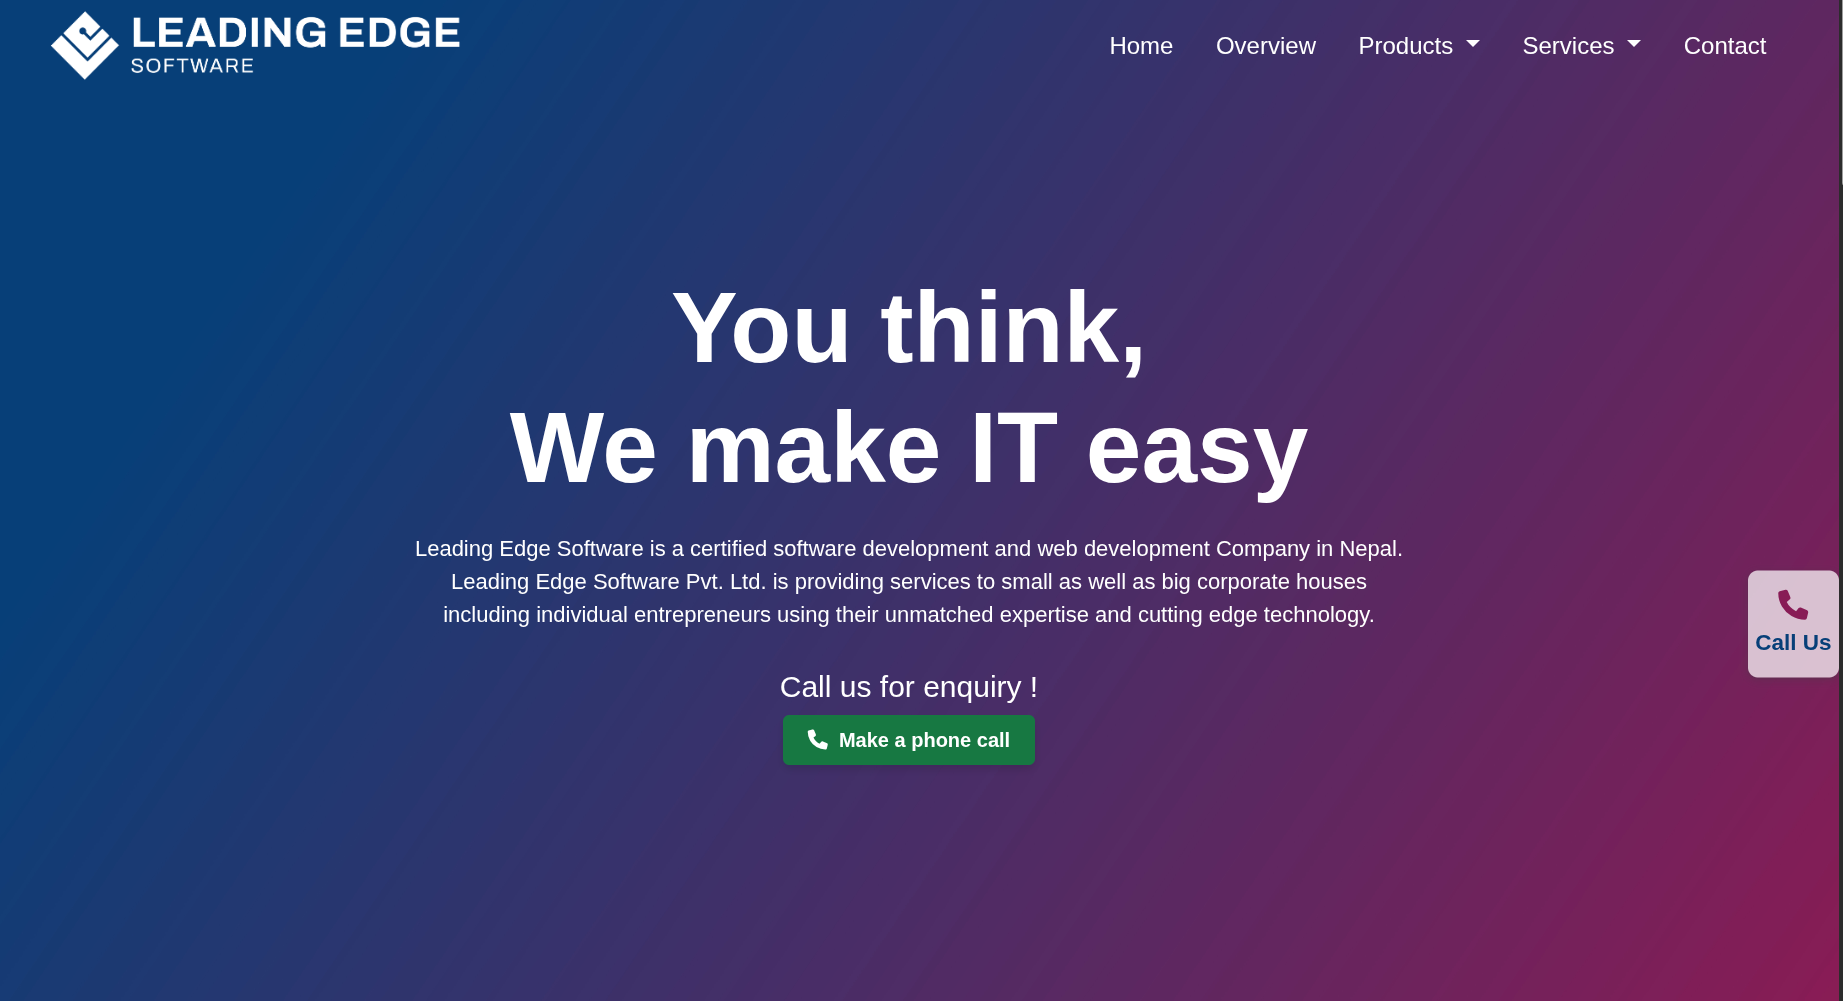 LEADING EDGE
SOFTWARE
Home
Overview
Products
Services
Contact
You think,
We make IT easy
Leading Edge Software is a certified software development and web development Company in Nepal.
Leading Edge Software Pvt. Ltd. is providing services to small as well as big corporate houses
including individual entrepreneurs using their unmatched expertise and cutting edge technology.
Call Us
Call us for enquiry !
Make a phone call